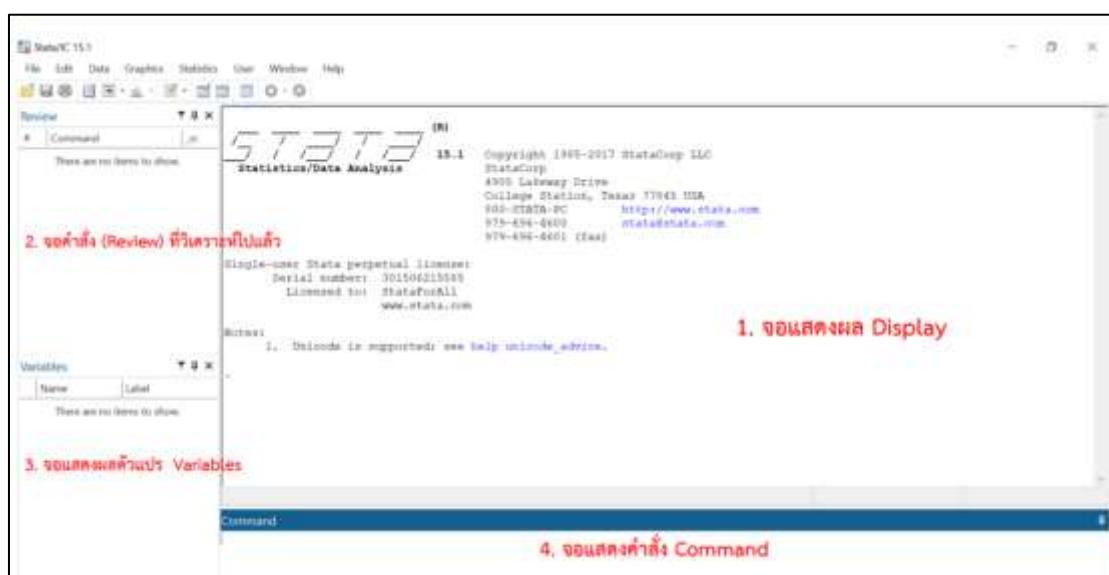 Stata/IC 15.1
File Edit Data Graphics Statistics User Window Help
Review
# Command _rc
There are no items to show.
2. จอคำสั่ง (Review) ที่วิเคราะห์ไปแล้ว
Variables
Name Label
There are no items to show.
3. จอแสดงผลตัวแปร Variables
STATA (R)
15.1 Copyright 1985-2017 StataCorp LLC
Statistics/Data Analysis StataCorp
4905 Lakeway Drive
College Station, Texas 77845 USA
800-STATA-PC http://www.stata.com
979-696-4600 stata@stata.com
979-696-4601 (fax)
Single-user Stata perpetual license:
Serial number:
Licensed to: StataForAll
www.stata.com
Notes:
1. Unicode is supported; see help unicode_advice.
.
1. จอแสดงผล Display
Command
4. จอแสดงคำสั่ง Command